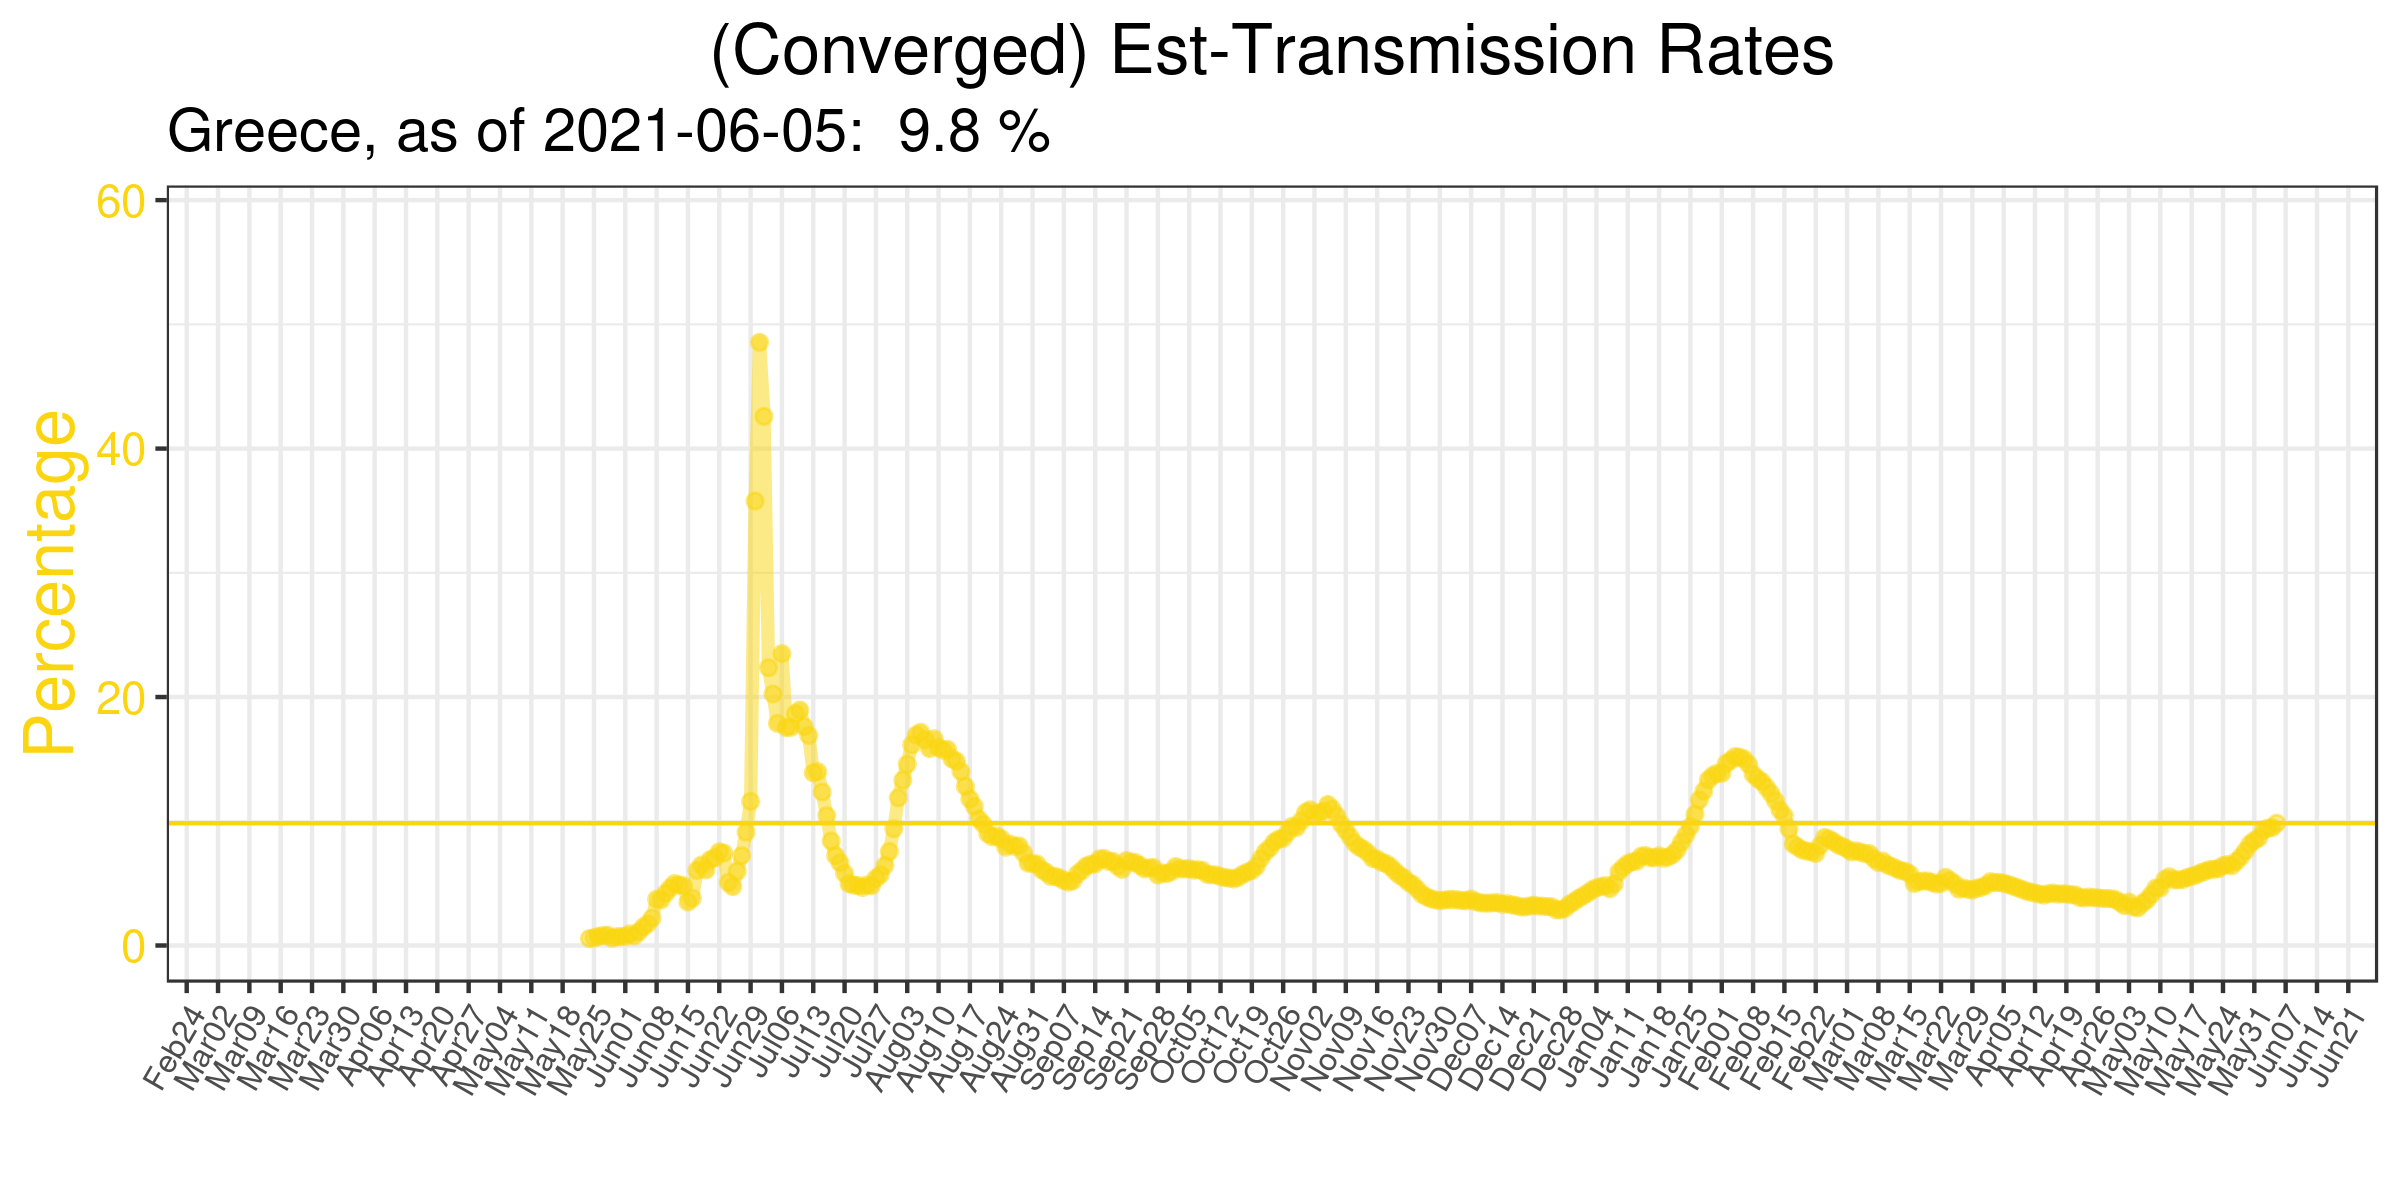 (Converged) Est-Transmission Rates
Greece, as of 2021-06-05:  9.8 %
Percentage
60
40
20
0
Feb24
Mar02
Mar09
Mar16
Mar23
Mar30
Apr06
Apr13
Apr20
Apr27
May04
May11
May18
May25
Jun01
Jun08
Jun15
Jun22
Jun29
Jul06
Jul13
Jul20
Jul27
Aug03
Aug10
Aug17
Aug24
Aug31
Sep07
Sep14
Sep21
Sep28
Oct05
Oct12
Oct19
Oct26
Nov02
Nov09
Nov16
Nov23
Nov30
Dec07
Dec14
Dec21
Dec28
Jan04
Jan11
Jan18
Jan25
Feb01
Feb08
Feb15
Feb22
Mar01
Mar08
Mar15
Mar22
Mar29
Apr05
Apr12
Apr19
Apr26
May03
May10
May17
May24
May31
Jun07
Jun14
Jun21